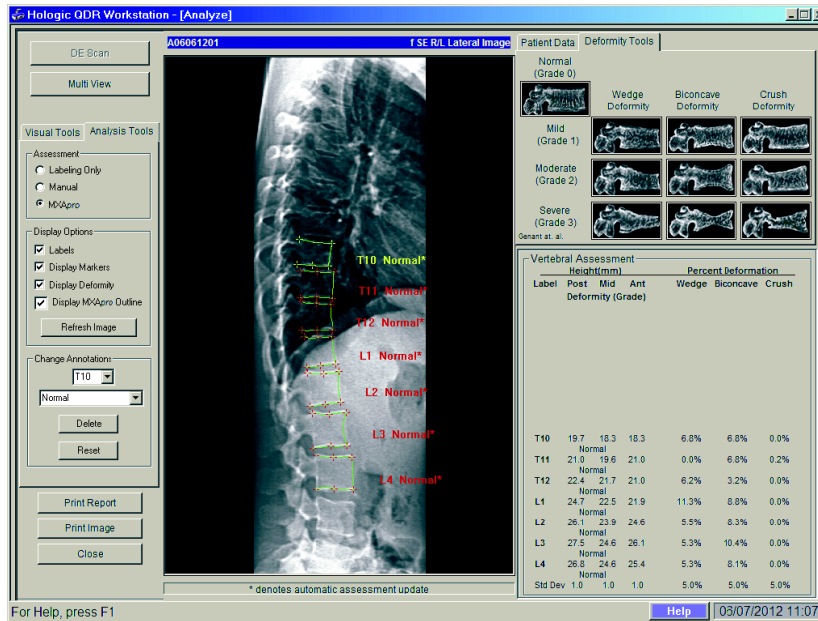 Hologic QDR Workstation - [Analyze]
DE Scan
Multi View
Visual Tools
Analysis Tools
Assessment
Labeling Only
Manual
MXApro
Display Options
Labels
Display Markers
Display Deformity
Display MXApro Outline
Refresh Image
Change Annotations
T10
Normal
Delete
Reset
Print Report
Print Image
Close
A06061201 f SE R/L Lateral Image
T10 Normal*
T11 Normal*
T12 Normal*
L1 Normal*
L2 Normal*
L3 Normal*
L4 Normal*
* denotes automatic assessment update
Patient Data
Deformity Tools
Normal
(Grade 0)
Wedge
Deformity
Biconcave
Deformity
Crush
Deformity
Mild
(Grade 1)
Moderate
(Grade 2)
Severe
(Grade 3)
Genant at. al.
Vertebral Assessment
Height(mm) Percent Deformation
Label Post Mid Ant Wedge Biconcave Crush
Deformity (Grade)
T10 19.7 18.3 18.3 6.8% 6.8% 0.0%
Normal
T11 21.0 19.6 21.0 0.0% 6.8% 0.2%
Normal
T12 22.4 21.7 21.0 6.2% 3.2% 0.0%
Normal
L1 24.7 22.5 21.9 11.3% 8.8% 0.0%
Normal
L2 26.1 23.9 24.6 5.5% 8.3% 0.0%
Normal
L3 27.5 24.6 26.1 5.3% 10.4% 0.0%
Normal
L4 26.8 24.6 25.4 5.3% 8.1% 0.0%
Normal
Std Dev 1.0 1.0 1.0 5.0% 5.0% 5.0%
For Help, press F1
Help
06/07/2012 11:07